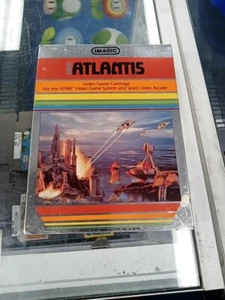 IMAGIC
ATLANTIS
Video Game Cartridge
for the ATARI® Video Game System and Sears Video Arcade